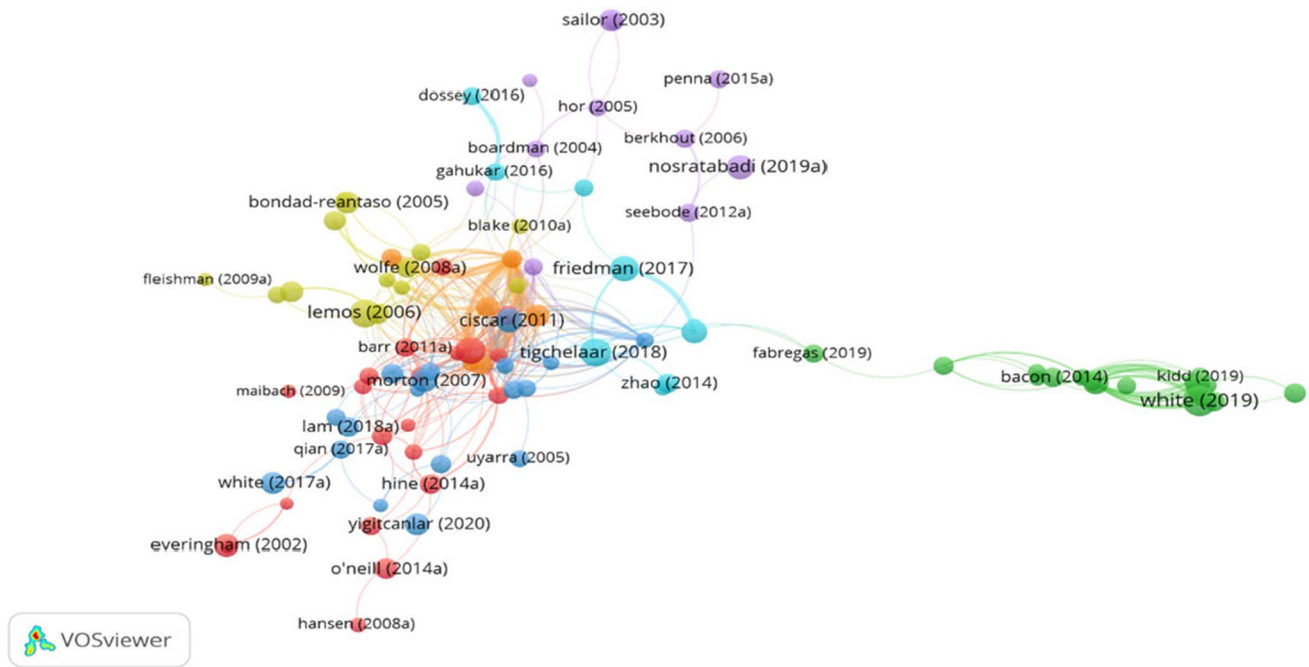 sailor (2003)
penna (2015a)
dossey (2016)
hor (2005)
berkhout (2006)
boardman (2004)
nosratabadi (2019a)
gahukar (2016)
bondad-reantaso (2005)
seebode (2012a)
blake (2010a)
wolfe (2008a)
friedman (2017)
fleishman (2009a)
lemos (2006)
ciscar (2011)
barr (2011a)
tigchelaar (2018)
fabregas (2019)
morton (2007)
zhao (2014)
bacon (2014)
kidd (2019)
maibach (2009)
white (2019)
lam (2018a)
qian (2017a)
uyarra (2005)
white (2017a)
hine (2014a)
yigitcanlar (2020)
everingham (2002)
o'neill (2014a)
hansen (2008a)
VOSviewer